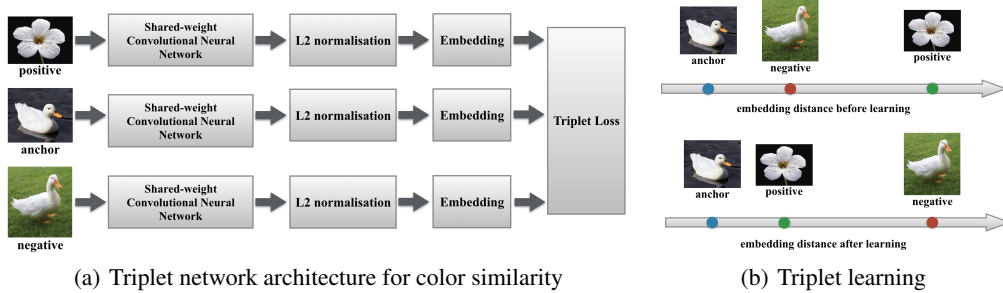 Shared-weight
Convolutional Neural
Network
L2 normalisation
Embedding
positive
Shared-weight
Convolutional Neural
Network
L2 normalisation
Embedding
Triplet Loss
anchor
Shared-weight
Convolutional Neural
Network
L2 normalisation
Embedding
negative
(a) Triplet network architecture for color similarity
anchor
negative
positive
embedding distance before learning
anchor
positive
negative
embedding distance after learning
(b) Triplet learning